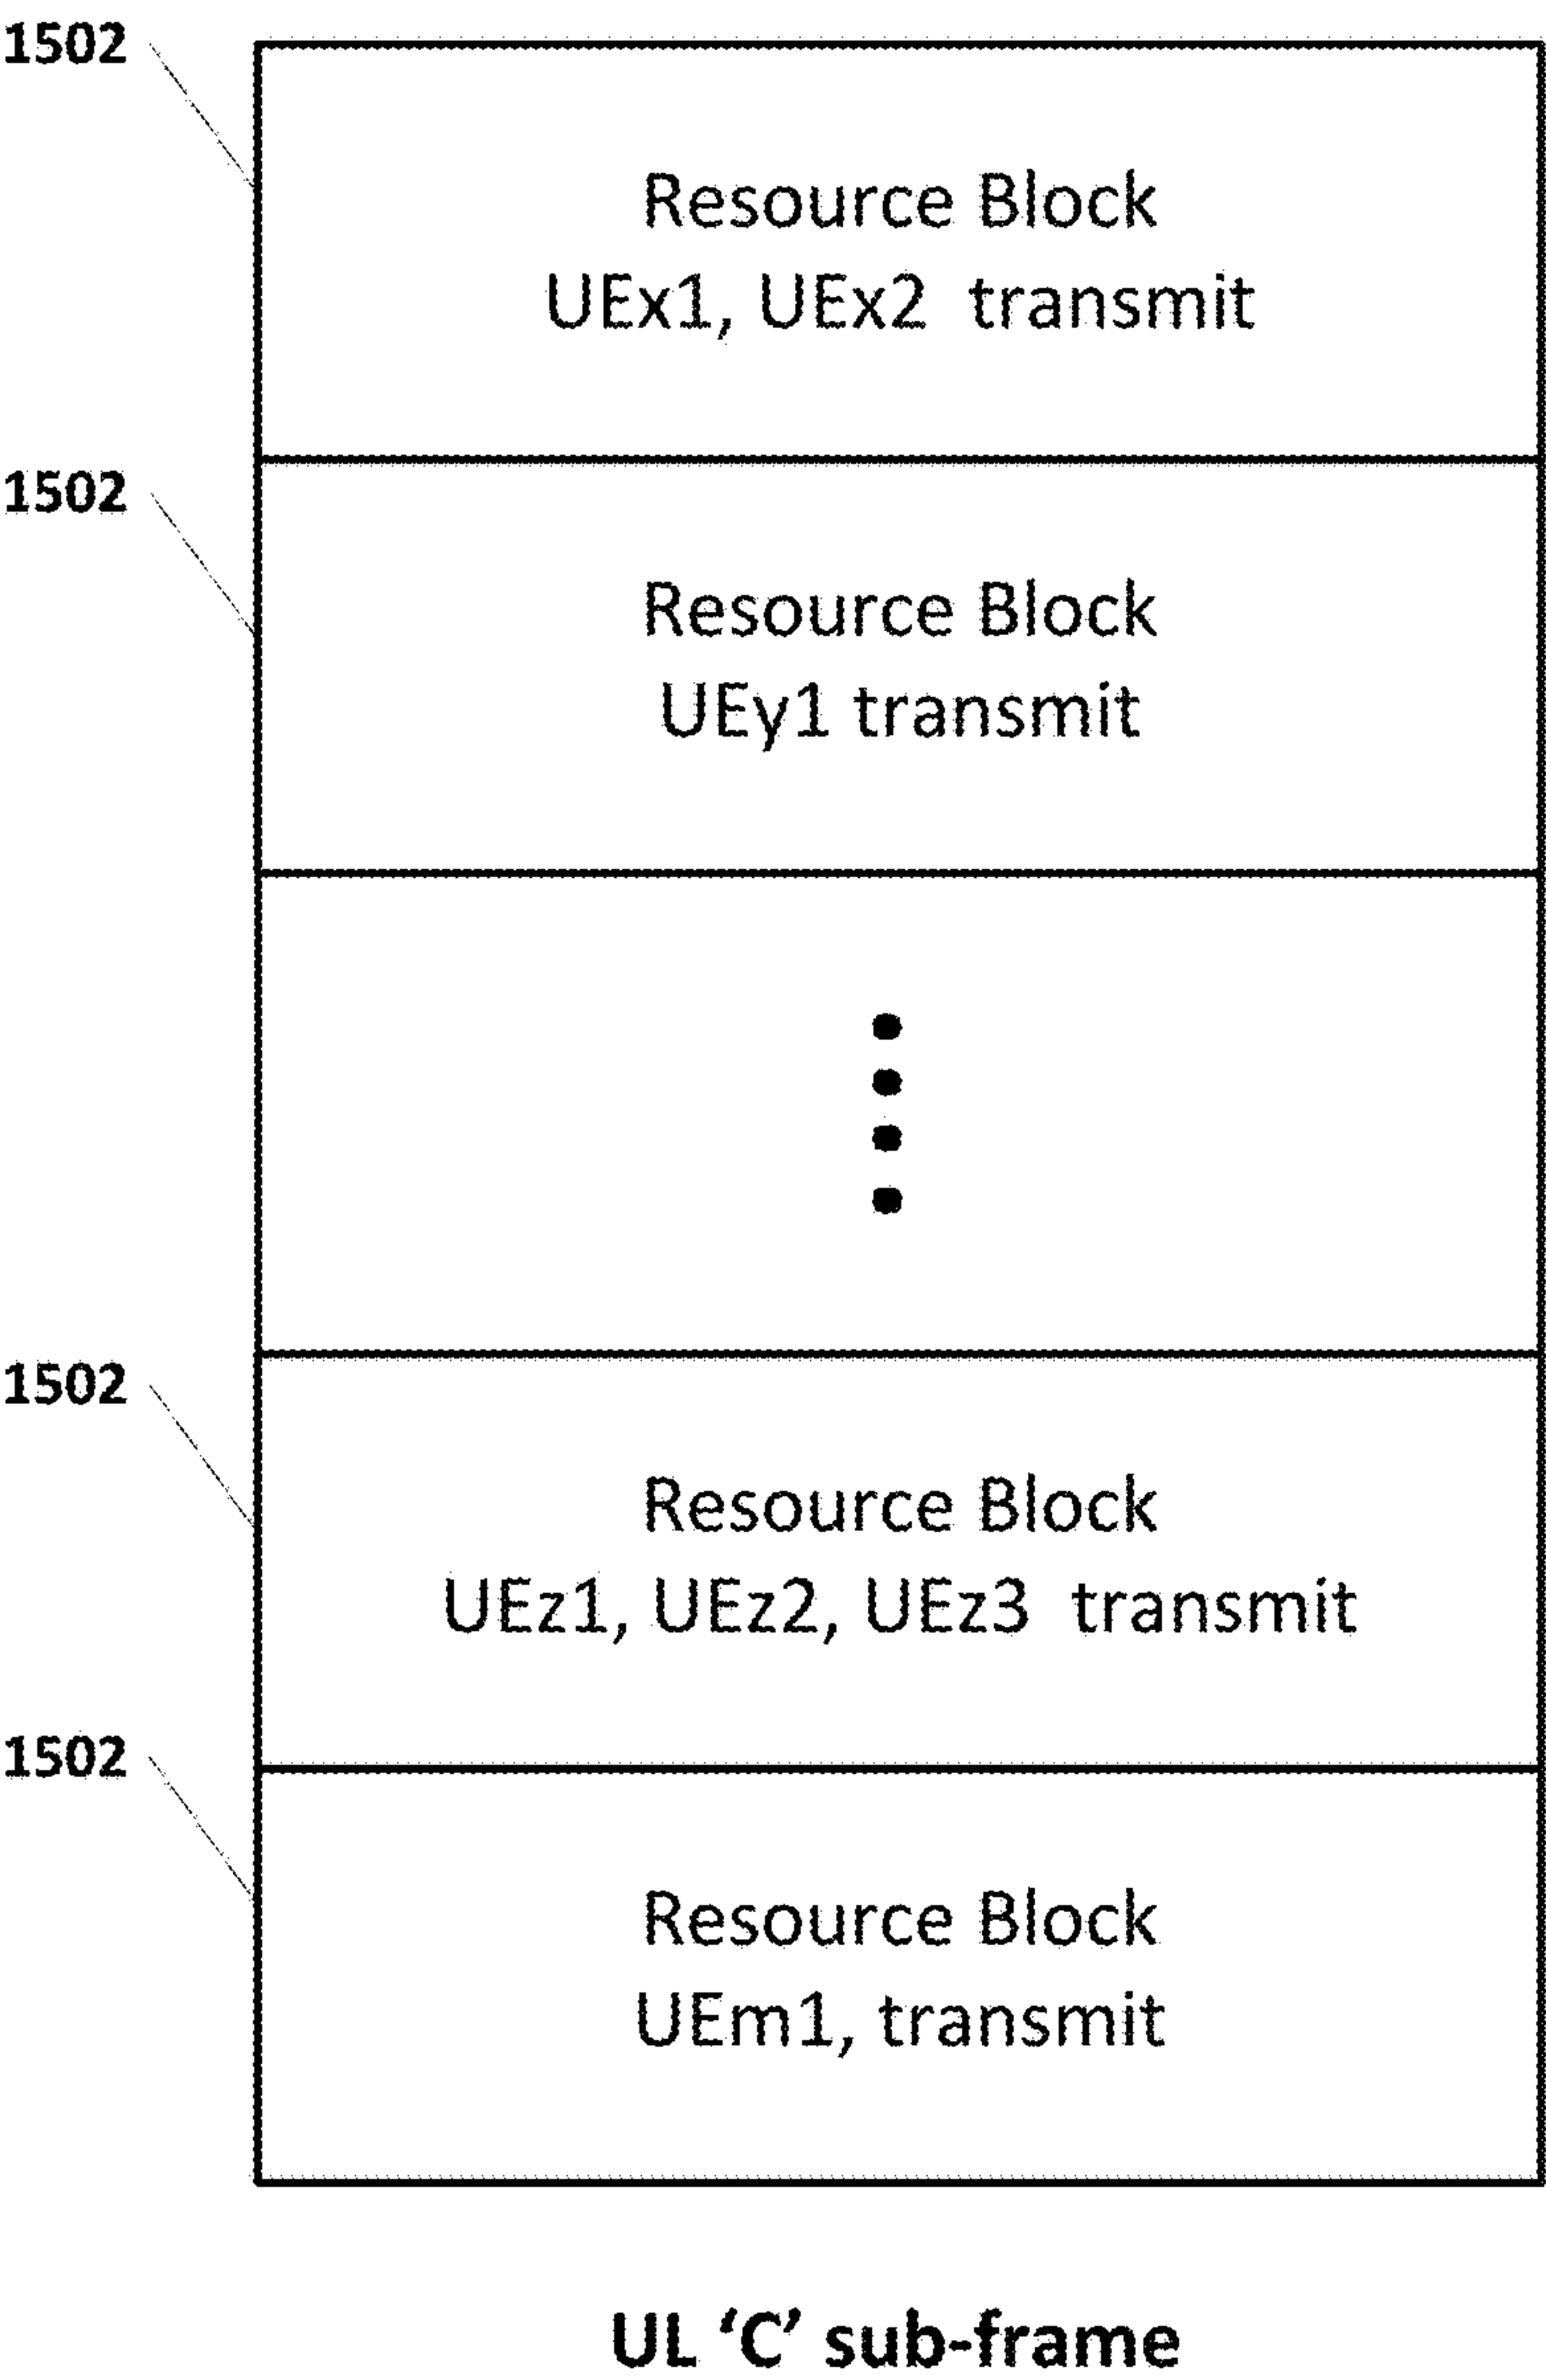 1502
Resource Block
UEx1, UEx2 transmit
1502
Resource Block
UEy1 transmit
1502
Resource Block
UEz1, UEz2, UEz3 transmit
1502
Resource Block
UEm1, transmit
UL ‘C’ sub-frame